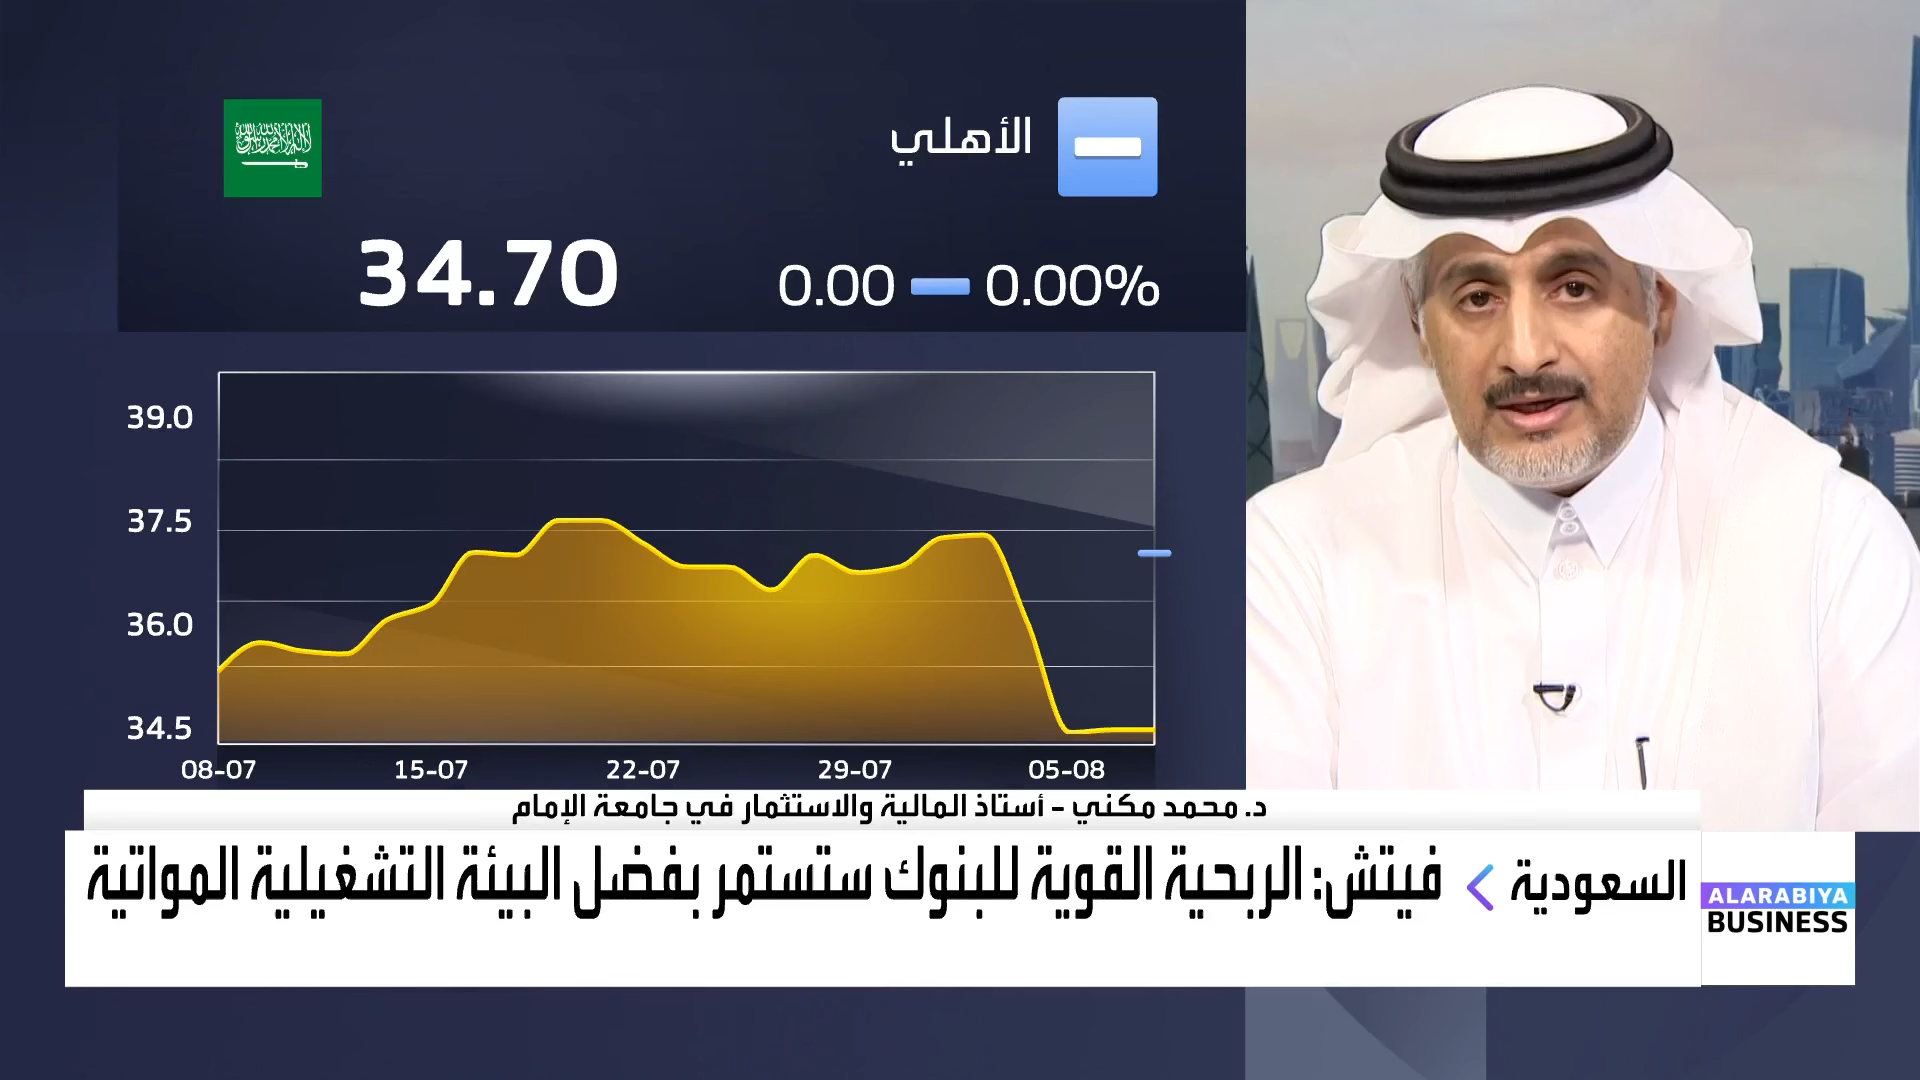 الأهلي
34.70
0.00
0.00%
39.0
37.5
36.0
34.5
08-07
15-07
22-07
29-07
05-08
د. محمد مكني - أستاذ المالية والاستثمار في جامعة الإمام
السعودية
فيتش: الربحية القوية للبنوك ستستمر بفضل البيئة التشغيلية المواتية
ALARABIYA
BUSINESS